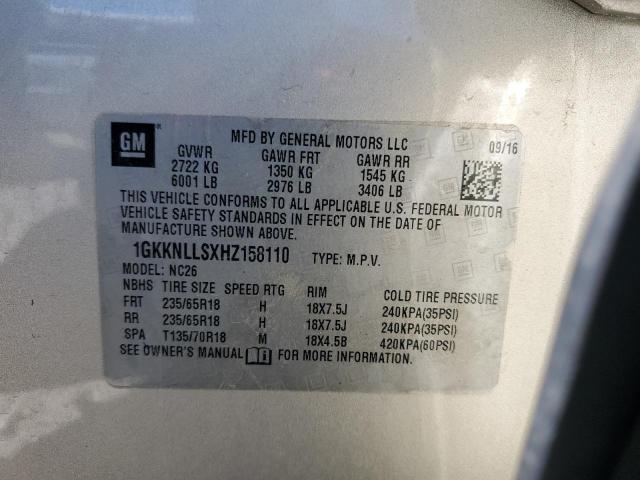 GM
MFD BY GENERAL MOTORS LLC
09/16
GVWR GAWR FRT GAWR RR
2722 KG 1350 KG 1545 KG
6001 LB 2976 LB 3406 LB
THIS VEHICLE CONFORMS TO ALL APPLICABLE U.S. FEDERAL MOTOR
VEHICLE SAFETY STANDARDS IN EFFECT ON THE DATE OF
MANUFACTURE SHOWN ABOVE.
1GKKNLLSXHZ158110 TYPE: M.P.V.
MODEL: NC26
NBHS TIRE SIZE SPEED RTG RIM COLD TIRE PRESSURE
FRT 235/65R18 H 18X7.5J 240KPA(35PSI)
RR 235/65R18 H 18X7.5J 240KPA(35PSI)
SPA T135/70R18 M 18X4.5B 420KPA(60PSI)
SEE OWNER'S MANUAL FOR MORE INFORMATION.